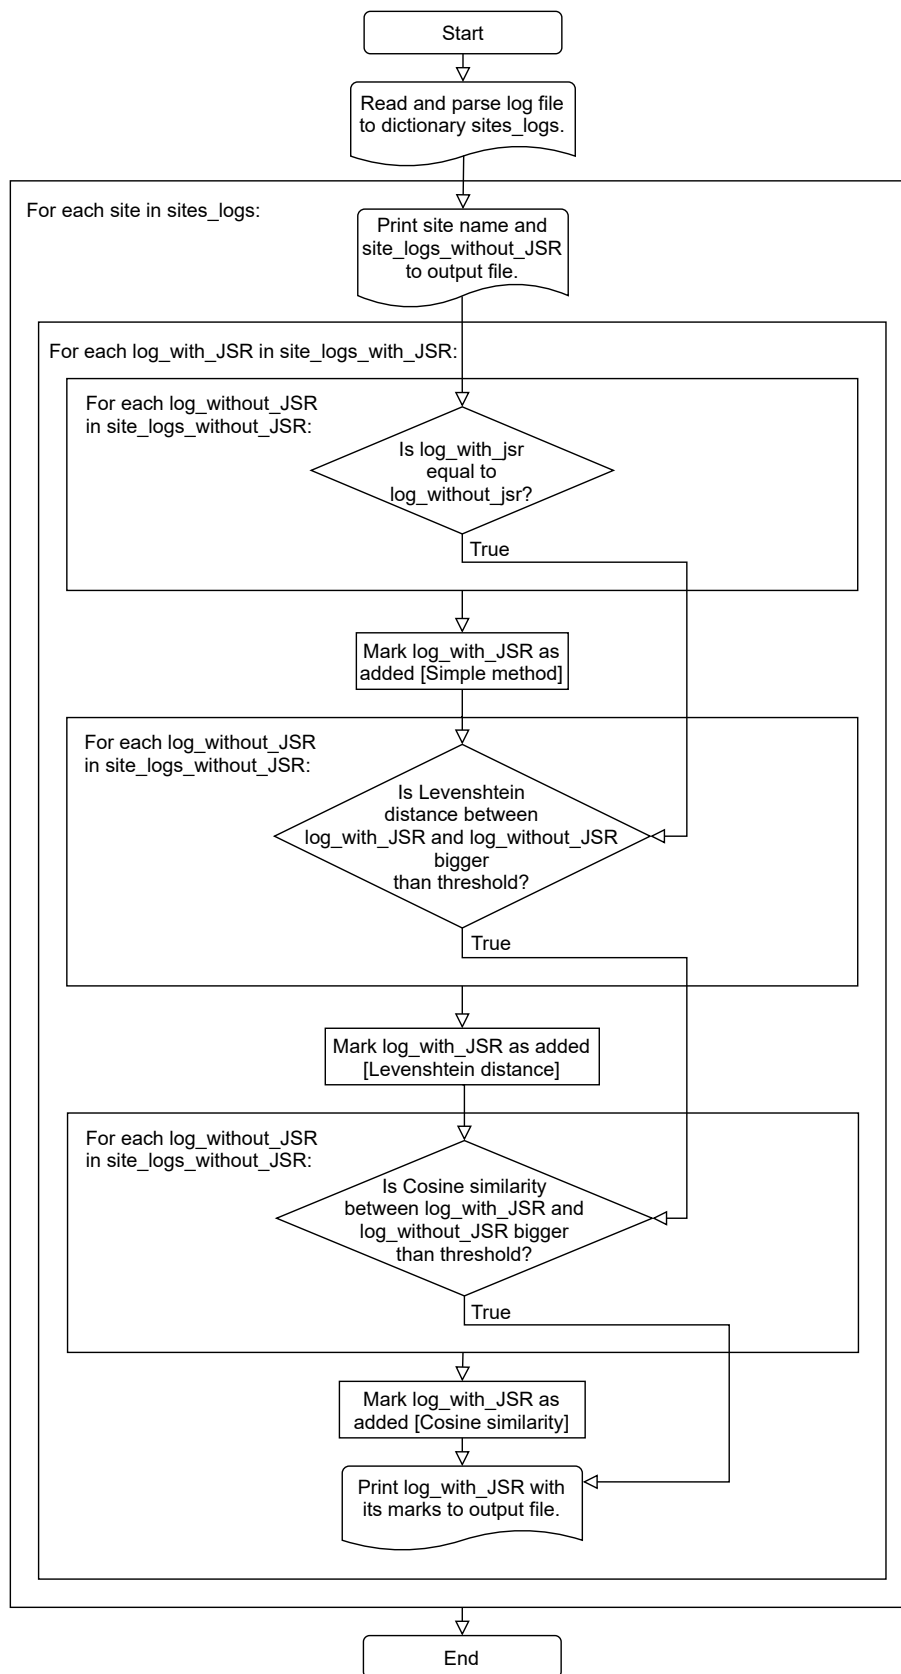 Start
Read and parse log file
to dictionary sites_logs.
For each site in sites_logs:
Print site name and
site_logs_without_JSR
to output file.
For each log_with_JSR in site_logs_with_JSR:
For each log_without_JSR
in site_logs_without_JSR:
Is log_with_jsr
equal to
log_without_jsr?
True
Mark log_with_JSR as
added [Simple method]
For each log_without_JSR
in site_logs_without_JSR:
Is Levenshtein
distance between
log_with_JSR and log_without_JSR
bigger
than threshold?
True
Mark log_with_JSR as added
[Levenshtein distance]
For each log_without_JSR
in site_logs_without_JSR:
Is Cosine similarity
between log_with_JSR and
log_without_JSR bigger
than threshold?
True
Mark log_with_JSR as
added [Cosine similarity]
Print log_with_JSR with
its marks to output file.
End